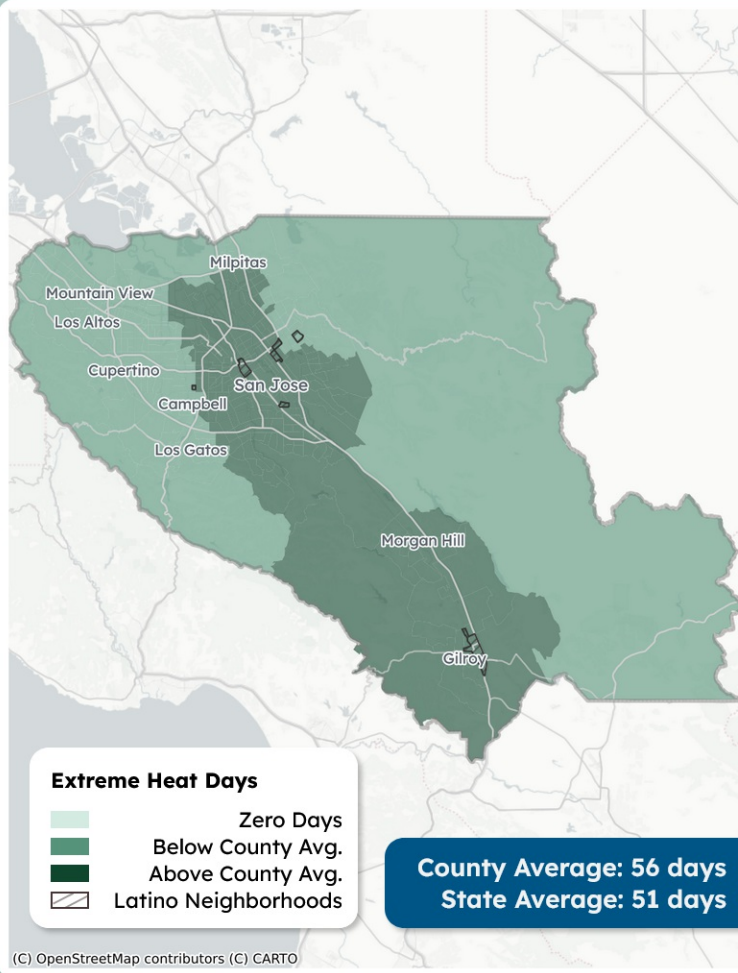 Milpitas
Mountain View
Los Altos
Cupertino
San Jose
Campbell
Los Gatos
Morgan Hill
Gilroy
Extreme Heat Days
Zero Days
Below County Avg.
Above County Avg.
Latino Neighborhoods
County Average: 56 days
State Average: 51 days
(C) OpenStreetMap contributors (C) CARTO